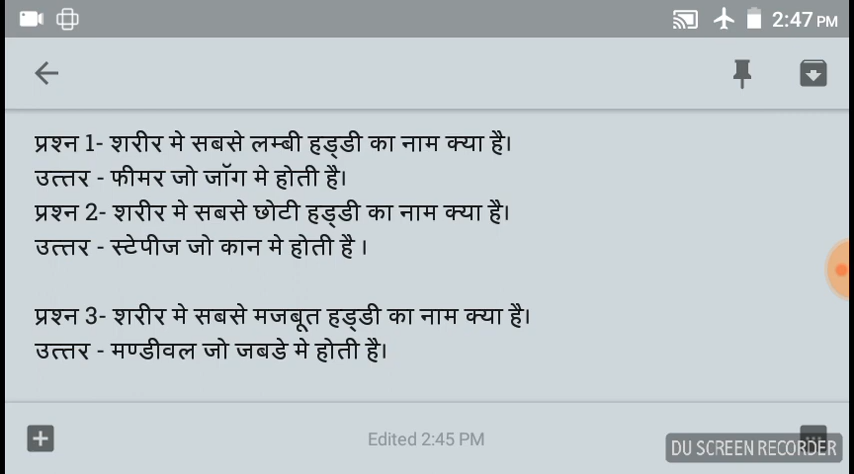 2:47 PM
प्रश्न 1- शरीर मे सबसे लम्बी हड्डी का नाम क्या है।
उत्तर - फीमर जो जॉग मे होती है।
प्रश्न 2- शरीर मे सबसे छोटी हड्डी का नाम क्या है।
उत्तर - स्टेपीज जो कान मे होती है ।
प्रश्न 3- शरीर मे सबसे मजबूत हड्डी का नाम क्या है।
उत्तर - मण्डीवल जो जबडे मे होती है।
Edited 2:45 PM
DU SCREEN RECORDER